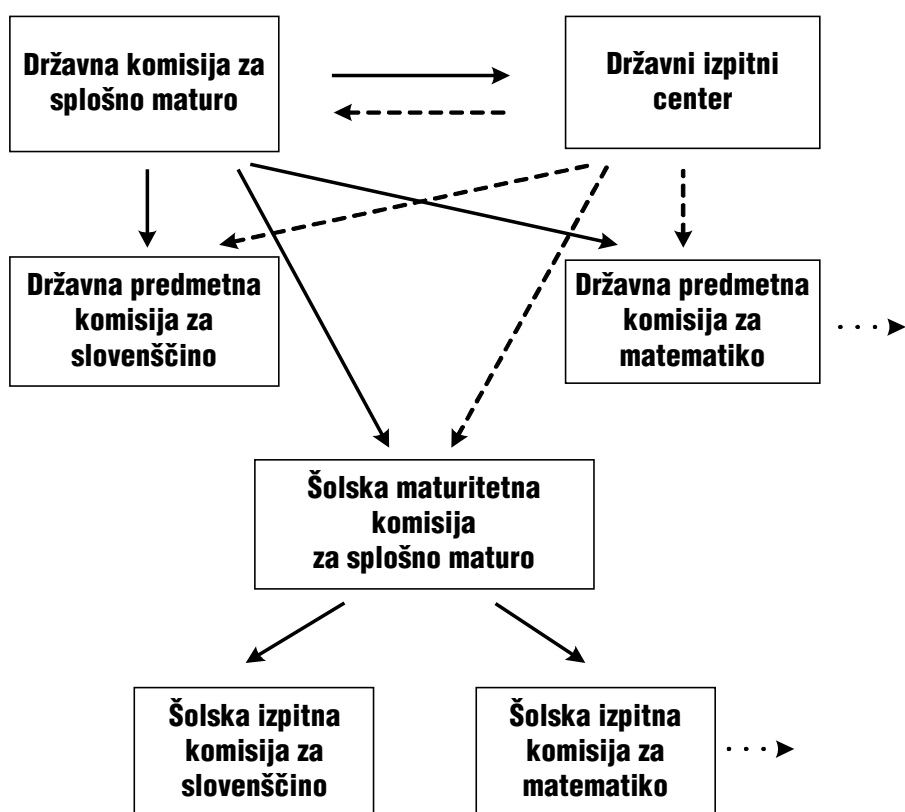 Državna komisija za
splošno maturo
Državni izpitni
center
Državna predmetna
komisija za
slovenščino
Državna predmetna
komisija za
matematiko
Šolska maturitetna
komisija
za splošno maturo
Šolska izpitna
komisija za
slovenščino
Šolska izpitna
komisija za
matematiko